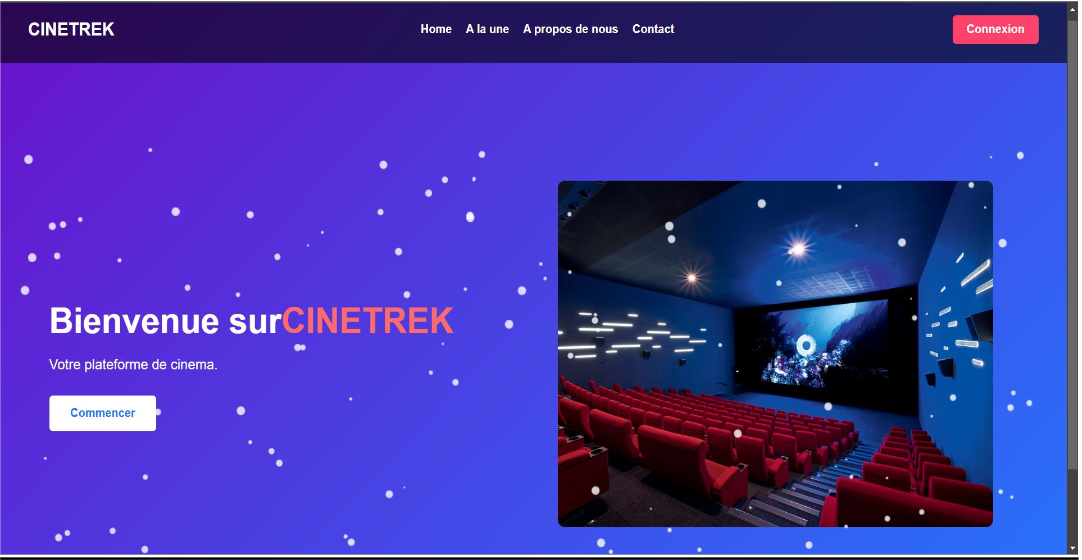 CINETREK
Home A la une A propos de nous Contact
Connexion
Bienvenue surCINETREK
Votre plateforme de cinema.
Commencer